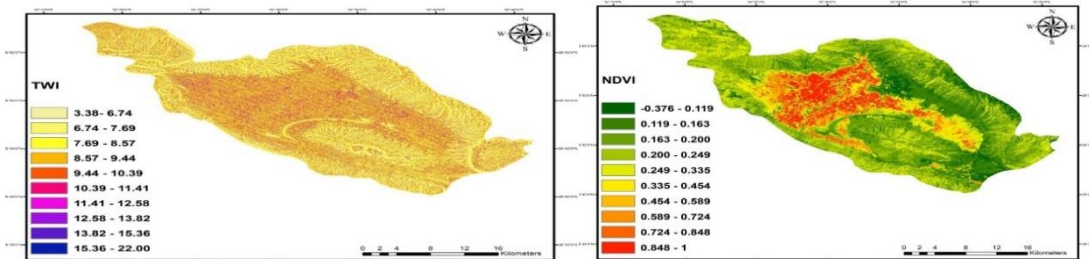 N
W E
S
TWI
3.38- 6.74
6.74 - 7.69
7.69 - 8.57
8.57 - 9.44
9.44 - 10.39
10.39 - 11.41
11.41 - 12.58
12.58 - 13.82
13.82 - 15.36
15.36 - 22.00
0 2 4 8 12 16
Kilometers
N
W E
S
NDVI
-0.376 - 0.119
0.119 - 0.163
0.163 - 0.200
0.200 - 0.249
0.249 - 0.335
0.335 - 0.454
0.454 - 0.589
0.589 - 0.724
0.724 - 0.848
0.848 - 1
0 2 4 8 12 16
Kilometers